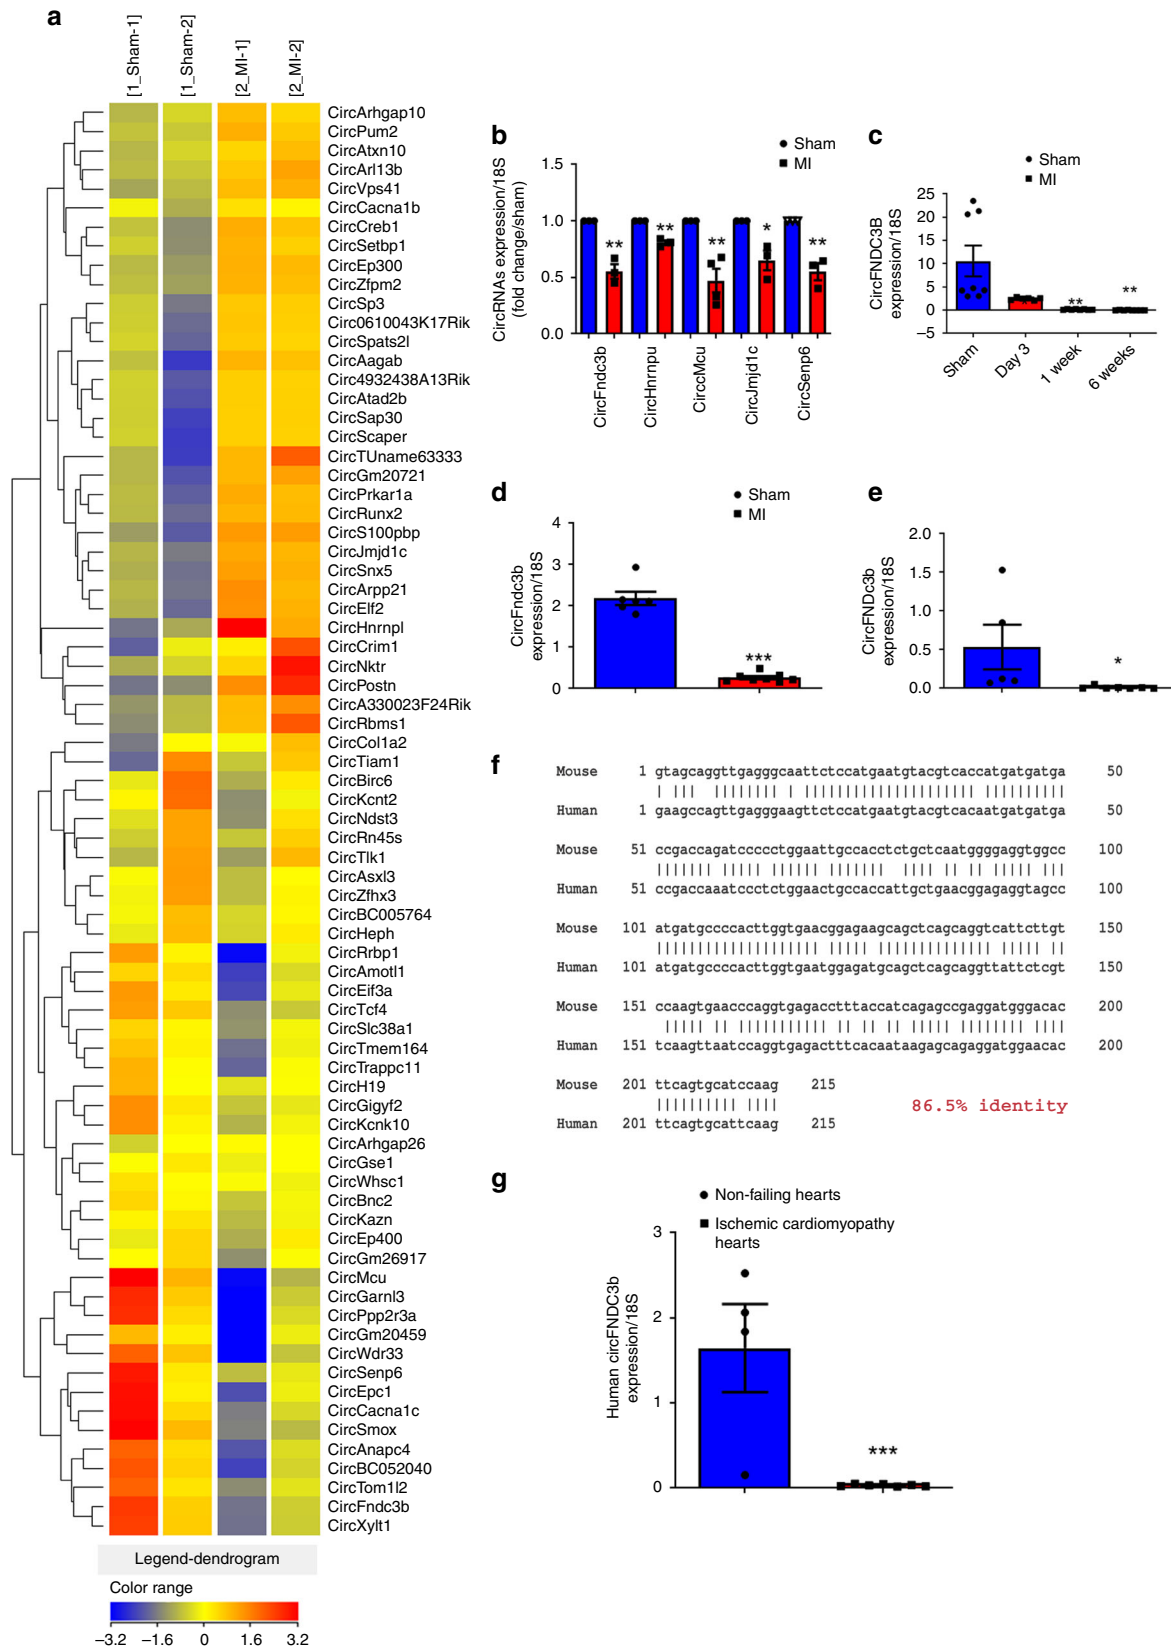 a
[1_Sham-1]
[1_Sham-2]
[2_MI-1]
[2_MI-2]
CircArhgap10
CircPum2
CircAtxn10
CircArl13b
CircVps41
CircCacna1b
CircCreb1
CircSetbp1
CircEp300
CircZfpm2
CircSp3
Circ0610043K17Rik
CircSpats2l
CircAagab
Circ4932438A13Rik
CircAtad2b
CircSap30
CircScaper
CircTUname63333
CircGm20721
CircPrkar1a
CircRunx2
CircS100pbp
CircJmjd1c
CircSnx5
CircArpp21
CircElf2
CircHnrnpl
CircCrim1
CircNktr
CircPostn
CircA330023F24Rik
CircRbms1
CircCol1a2
CircTiam1
CircBirc6
CircKcnt2
CircNdst3
CircRn45s
CircTlk1
CircAsxl3
CircZfhx3
CircBC005764
CircHeph
CircRrbp1
CircAmotl1
CircEif3a
CircTcf4
CircSlc38a1
CircTmem164
CircTrappc11
CircH19
CircGigyf2
CircKcnk10
CircArhgap26
CircGse1
CircWhsc1
CircBnc2
CircKazn
CircEp400
CircGm26917
CircMcu
CircGarnl3
CircPpp2r3a
CircGm20459
CircWdr33
CircSenp6
CircEpc1
CircCacna1c
CircSmox
CircAnapc4
CircBC052040
CircTom1l2
CircFndc3b
CircXylt1
Legend-dendrogram
Color range
−3.2 −1.6 0 1.6 3.2
b
Sham
MI
CircRNAs expression/18S
(fold change/sham)
1.5
1.0
0.5
0.0
** ** ** * **
CircFndc3b
CircHnrnpu
CirccMcu
CircJmjd1c
CircSenp6
c
Sham
MI
CircFNDC3B
expression/18S
25
20
15
10
5
0
−5
** **
Sham
Day 3
1 week
6 weeks
d
Sham
MI
CircFndc3b
expression/18S
4
3
2
1
0
***
e
CircFNDc3b
expression/18S
2.0
1.5
1.0
0.5
0.0
*
f
Mouse 1 gtagcaggttgagggcaattctccatgaatgtacgtcaccatgatgatga 50
Human 1 gaagccagttgagggaagttctccatgaatgtacgtcacaatgatgatga 50
Mouse 51 ccgaccagatccccctggaattgccacctctgctcaatggggaggtggcc 100
Human 51 ccgaccaaatccctctggaactgccaccattgctgaacggagaggtagcc 100
Mouse 101 atgatgccccacttggtgaacggagaagcagctcagcaggtcattcttgt 150
Human 101 atgatgccccacttggtgaatggagatgcagctcagcaggttattctcgt 150
Mouse 151 ccaagtgaacccaggtgagacctttaccatcagagccgaggatgggacac 200
Human 151 tcaagttaatccaggtgagactttcacaataagagcagaggatggaacac 200
Mouse 201 ttcagtgcatccaag 215
Human 201 ttcagtgcattcaag 215
86.5% identity
g
Non-failing hearts
Ischemic cardiomyopathy
hearts
Human circFNDC3b
expression/18S
3
2
1
0
***